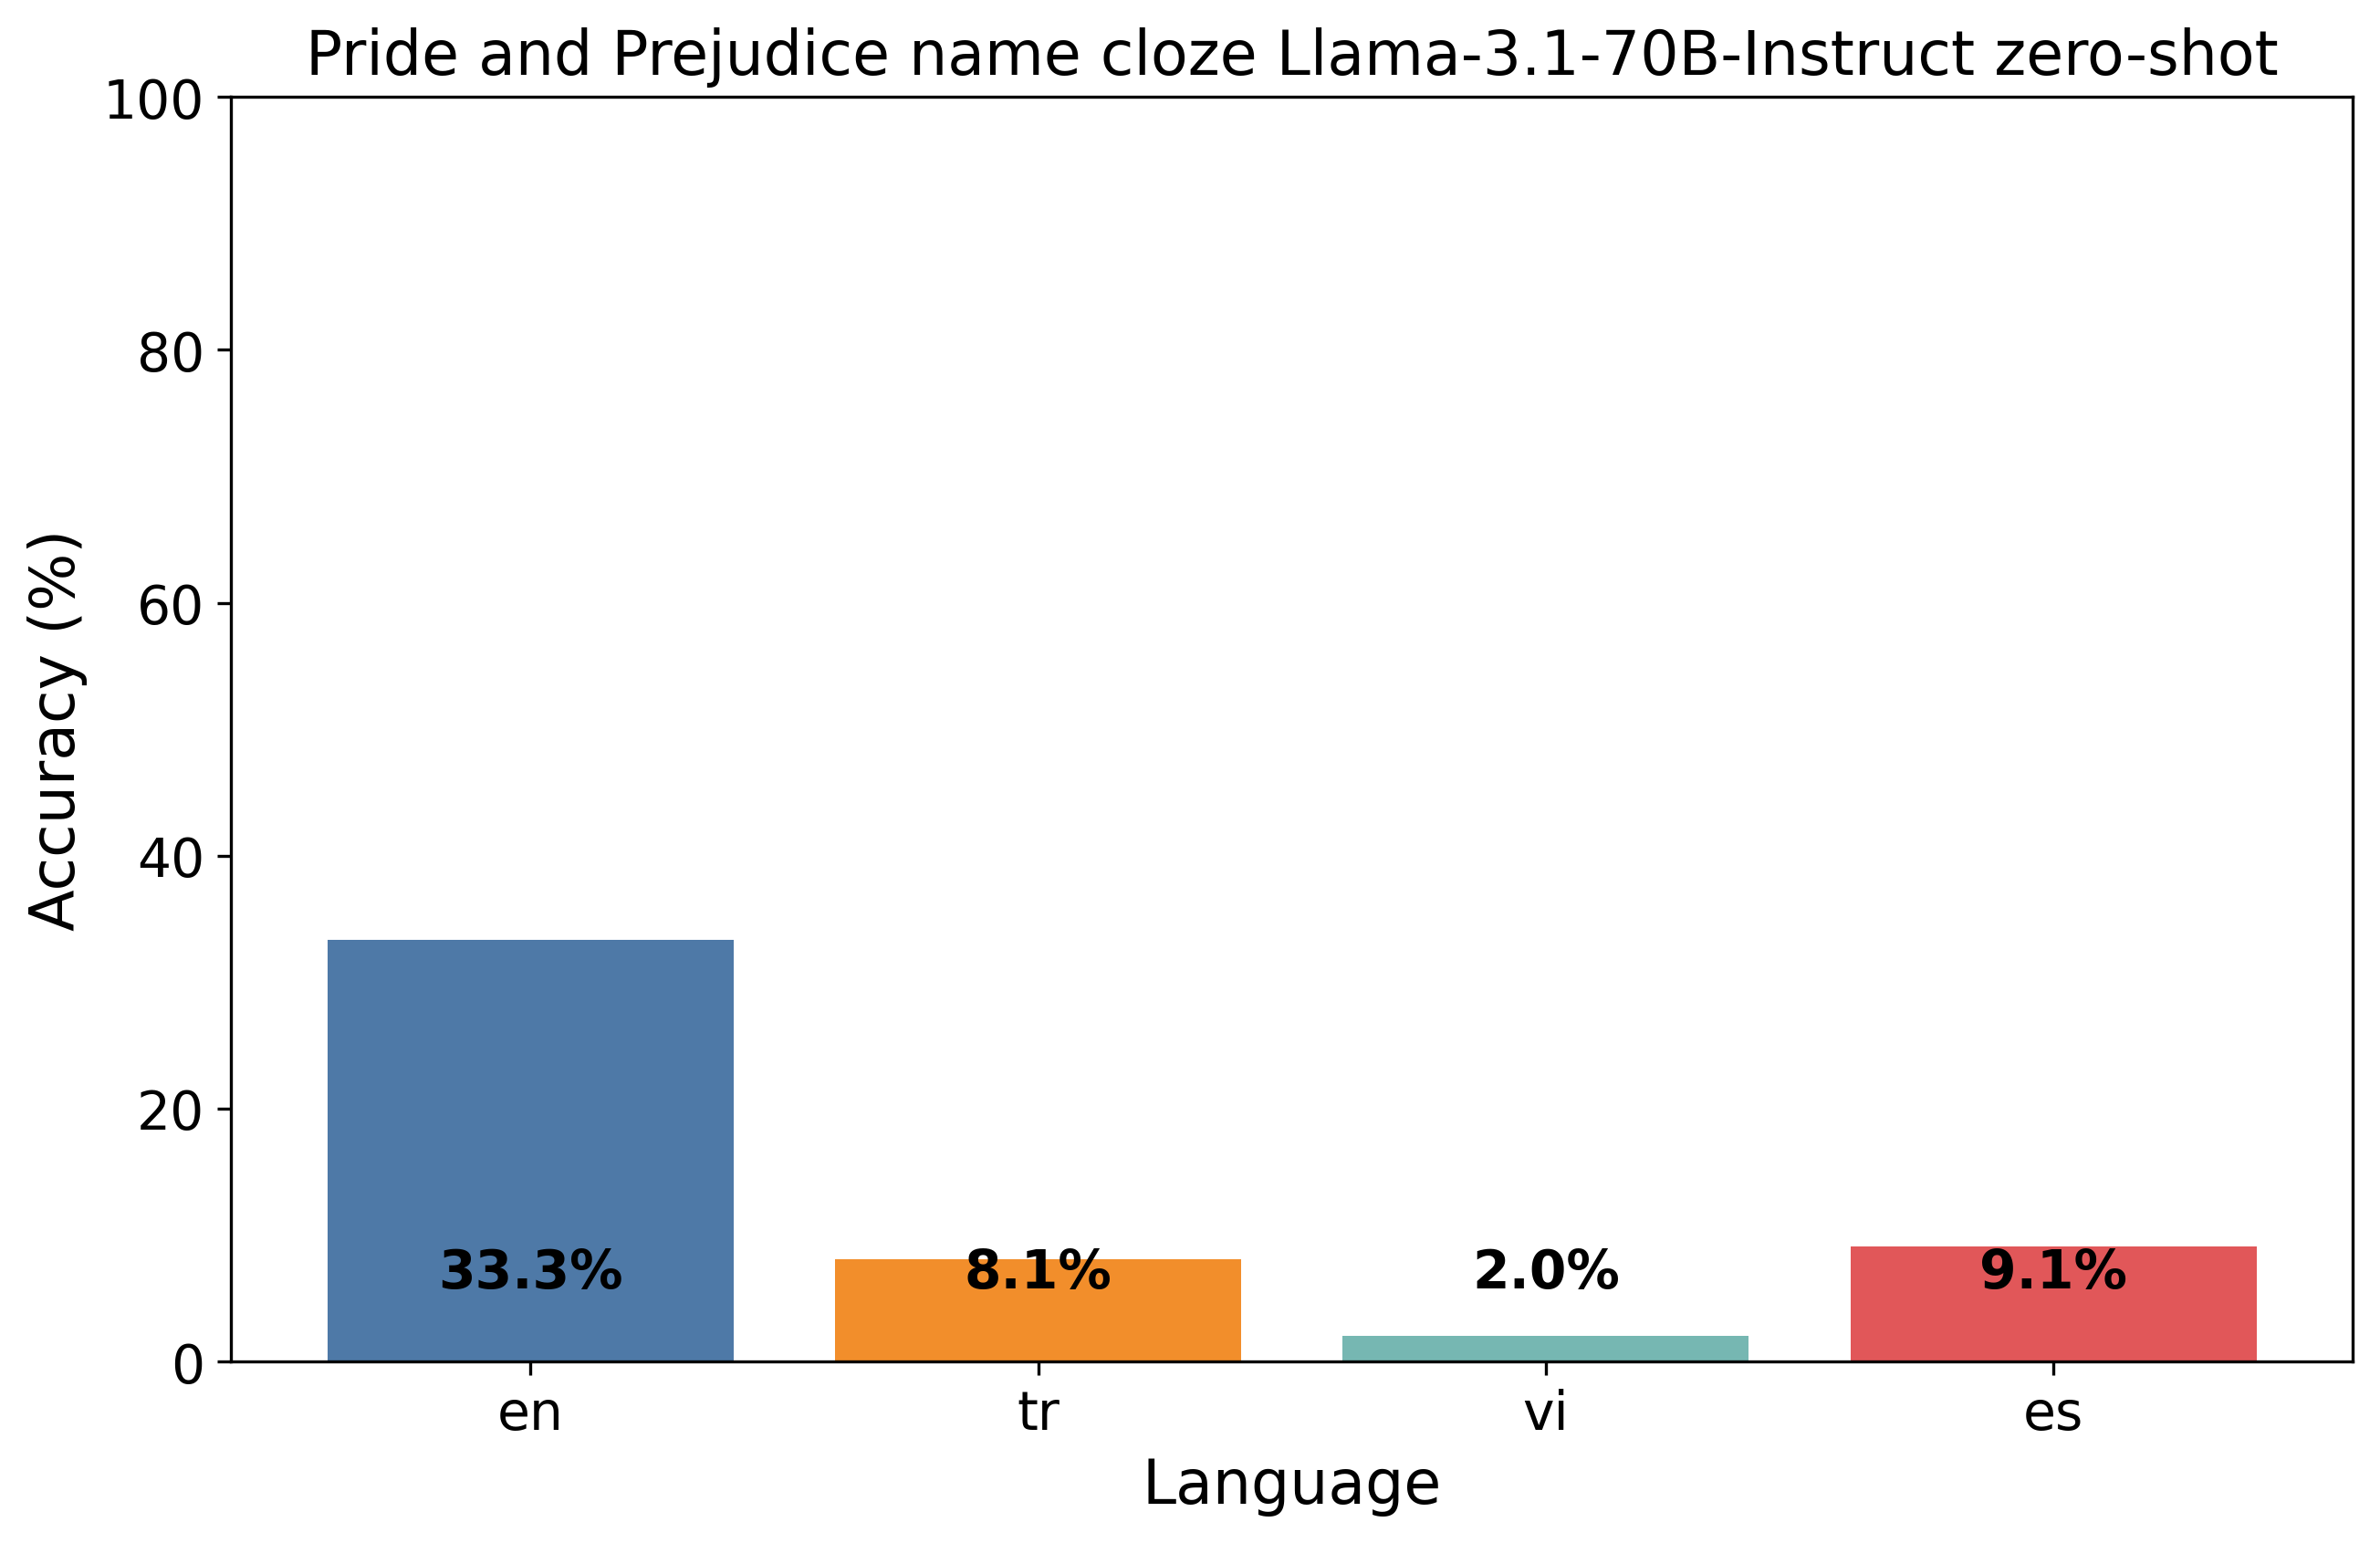 Pride and Prejudice name cloze Llama-3.1-70B-Instruct zero-shot
Accuracy (%)
100
80
60
40
20
0
33.3%
8.1%
2.0%
9.1%
en
tr
vi
es
Language